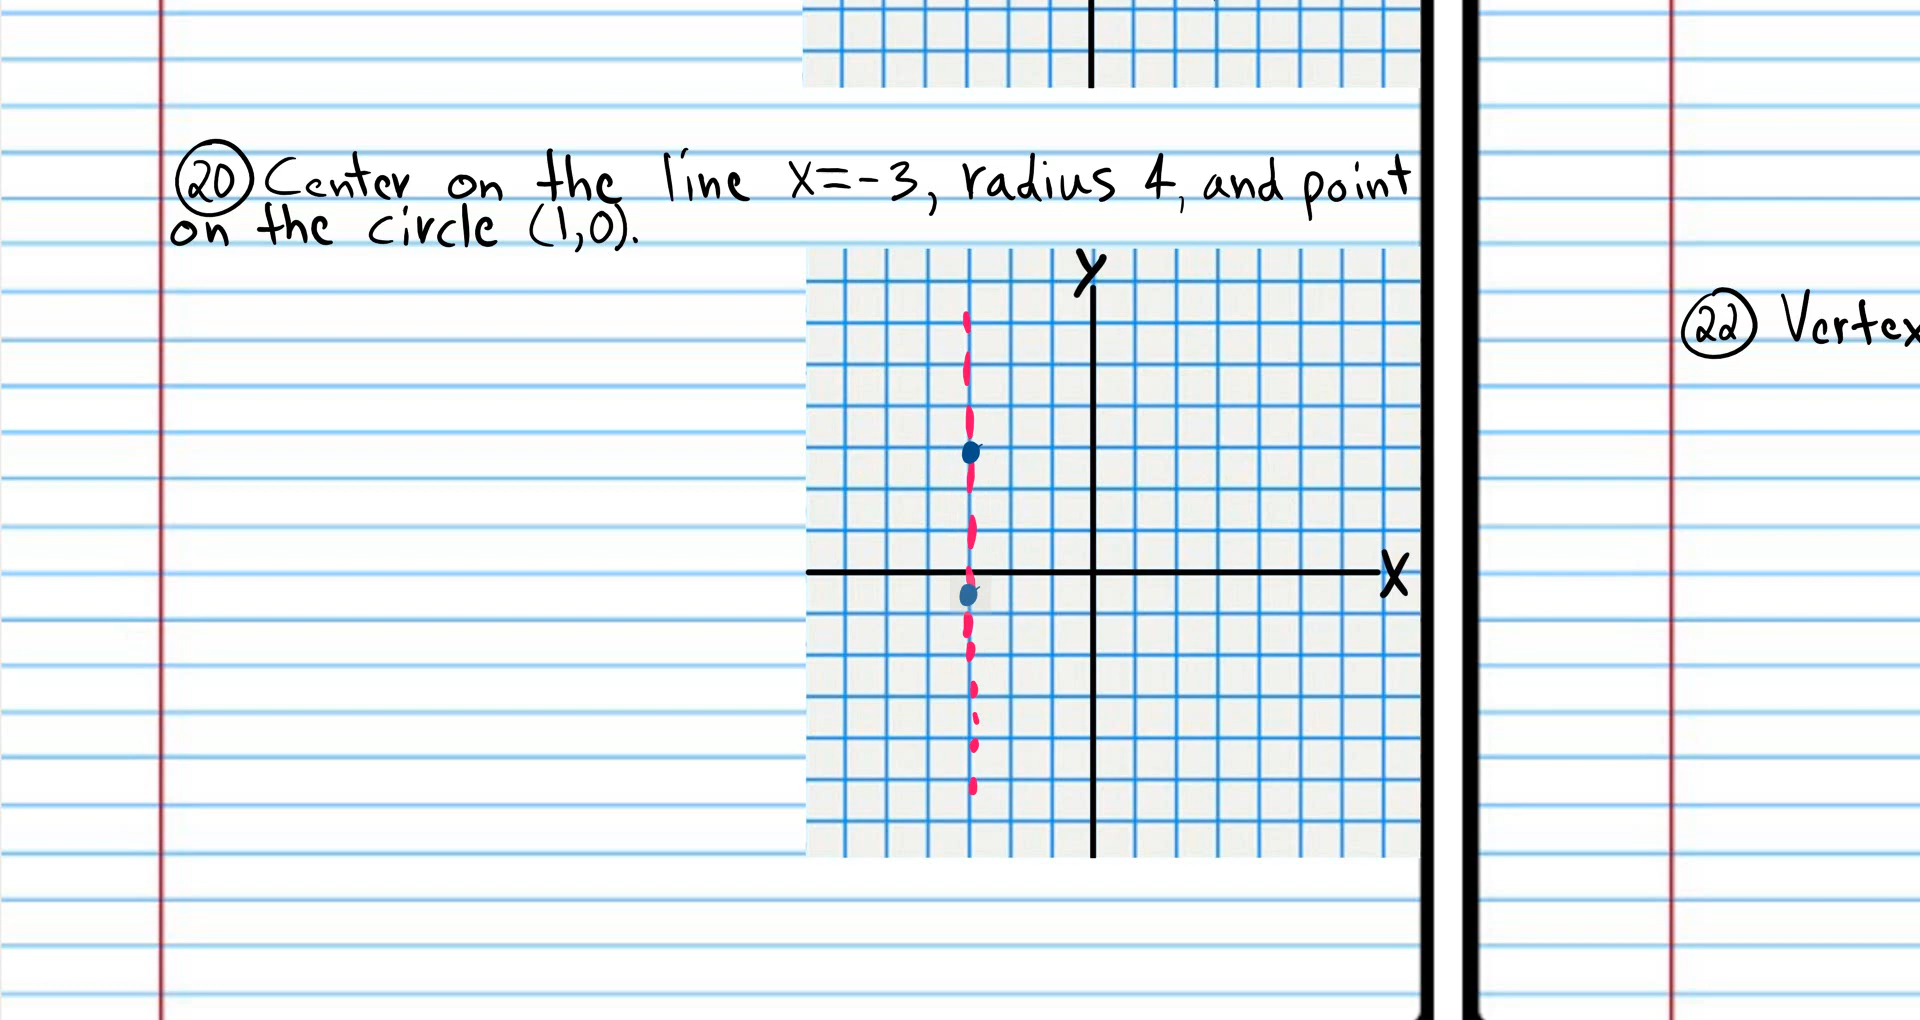 20 Center on the line x=-3, radius 4, and point
on the circle (1,0).
y
x
22 Vertex